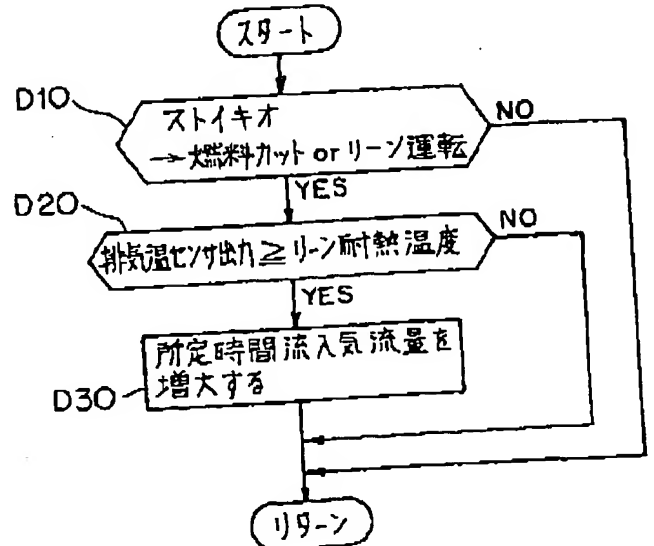 スタート
D10
ストイキオ
→燃料カット or リーン運転
NO
YES
D20
排気温センサ出力≧リーン耐熱温度
NO
YES
所定時間流入気流量を
増大する
D30
リターン